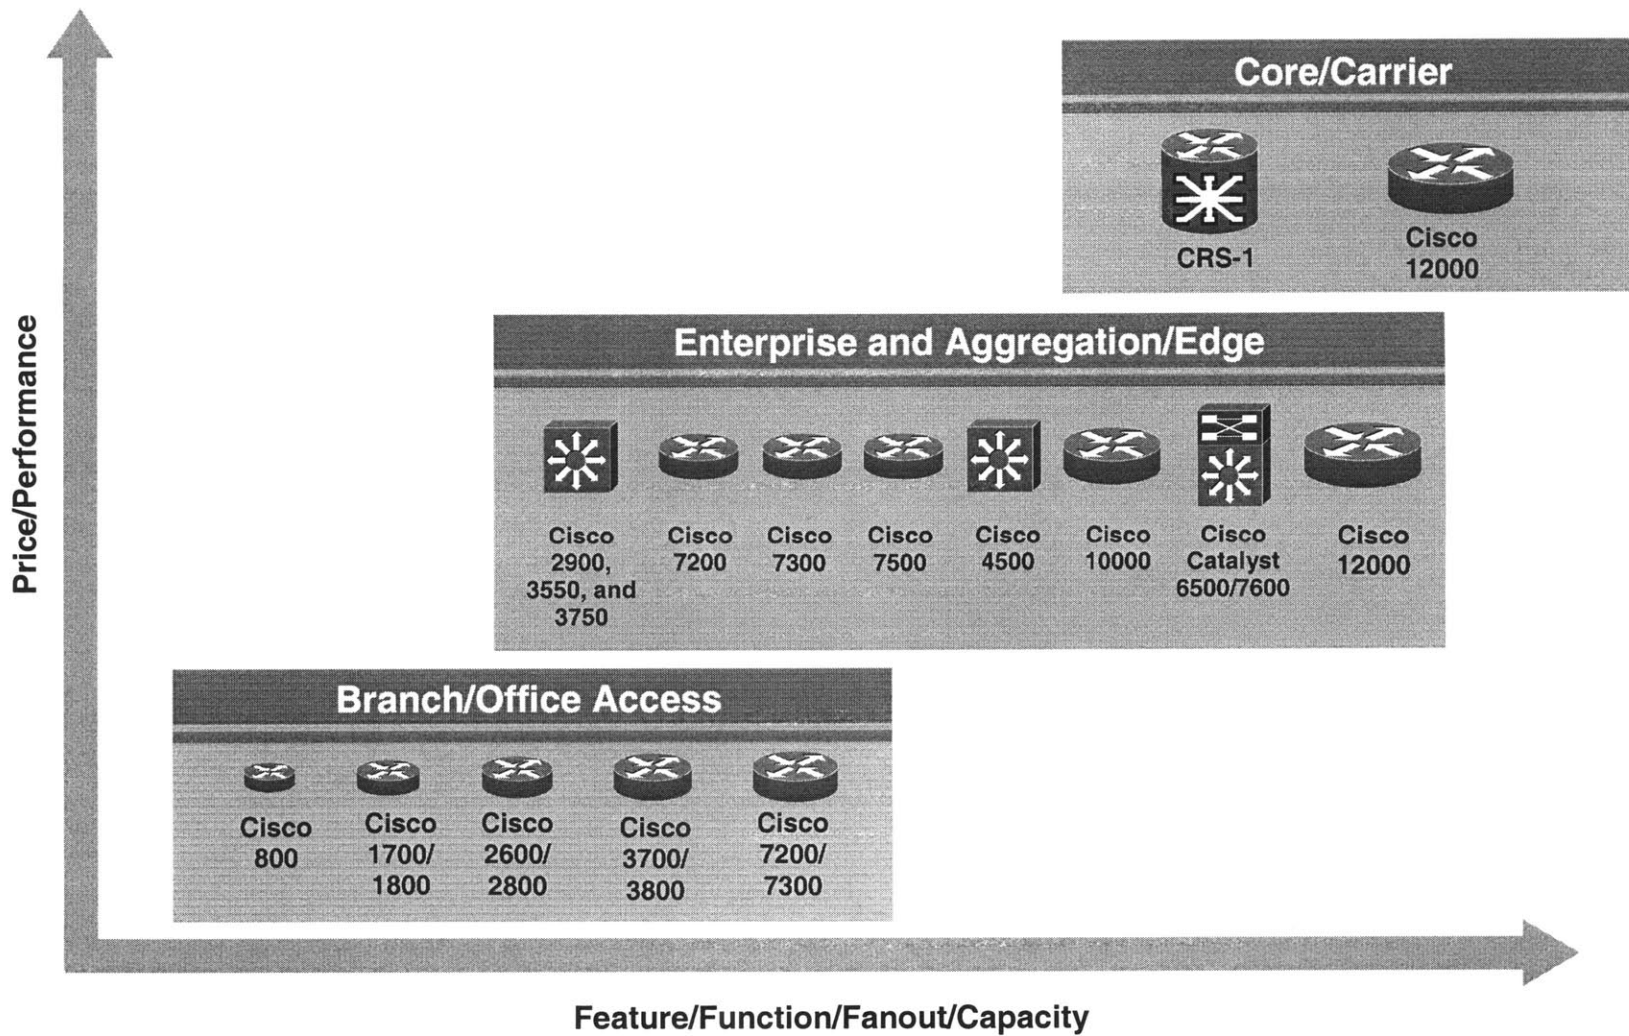 Core/Carrier
CRS-1
Cisco
12000
Price/Performance
Enterprise and Aggregation/Edge
Cisco
2900,
3550, and
3750
Cisco
7200
Cisco
7300
Cisco
7500
Cisco
4500
Cisco
10000
Cisco
Catalyst
6500/7600
Cisco
12000
Branch/Office Access
Cisco
800
Cisco
1700/
1800
Cisco
2600/
2800
Cisco
3700/
3800
Cisco
7200/
7300
Feature/Function/Fanout/Capacity